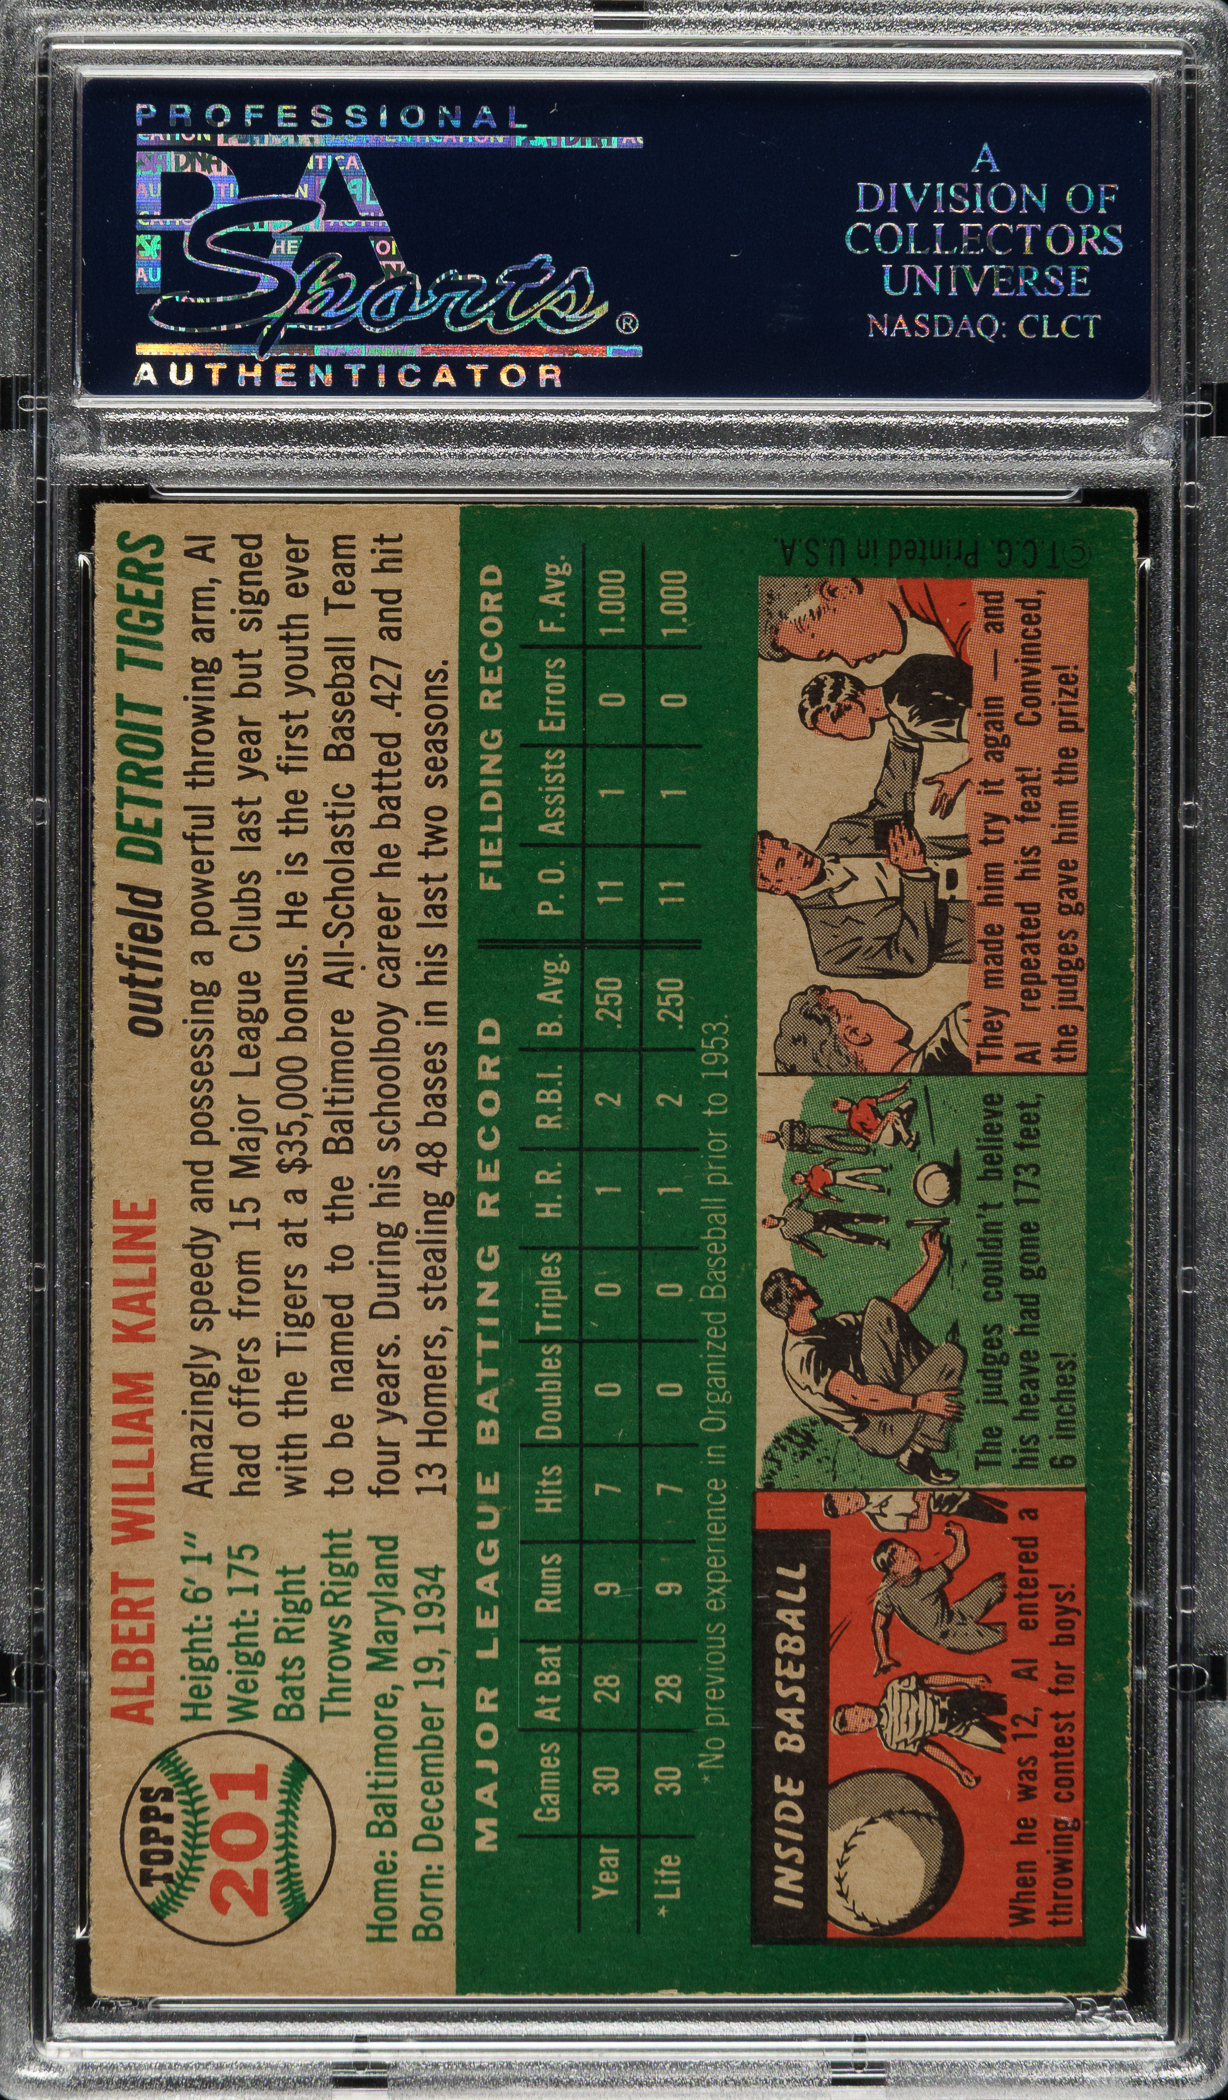 PROFESSIONAL
PSA
Sports®
AUTHENTICATOR
A
DIVISION OF
COLLECTORS
UNIVERSE
NASDAQ: CLCT
TOPPS
201
ALBERT WILLIAM KALINE
outfield DETROIT TIGERS
Height: 6' 1"
Weight: 175
Bats Right
Throws Right
Home: Baltimore, Maryland
Born: December 19, 1934
Amazingly speedy and possessing a powerful throwing arm, Al
had offers from 15 Major League Clubs last year but signed
with the Tigers at a $35,000 bonus. He is the first youth ever
to be named to the Baltimore All-Scholastic Baseball Team
four years. During his schoolboy career he batted .427 and hit
13 Homers, stealing 48 bases in his last two seasons.
MAJOR LEAGUE BATTING RECORD FIELDING RECORD
Games At Bat Runs Hits Doubles Triples H. R. R.B.I. B. Avg. P. O. Assists Errors F. Avg.
Year 30 28 9 7 0 0 1 2 .250 11 1 0 1.000
*Life 30 28 9 7 0 0 1 2 .250 11 1 0 1.000
*No previous experience in Organized Baseball prior to 1953.
INSIDE BASEBALL
When he was 12, Al entered a
throwing contest for boys!
The judges couldn't believe
his heave had gone 173 feet,
6 inches!
They made him try it again — and
Al repeated his feat! Convinced,
the judges gave him the prize!
©T.C.G. Printed in U.S.A.